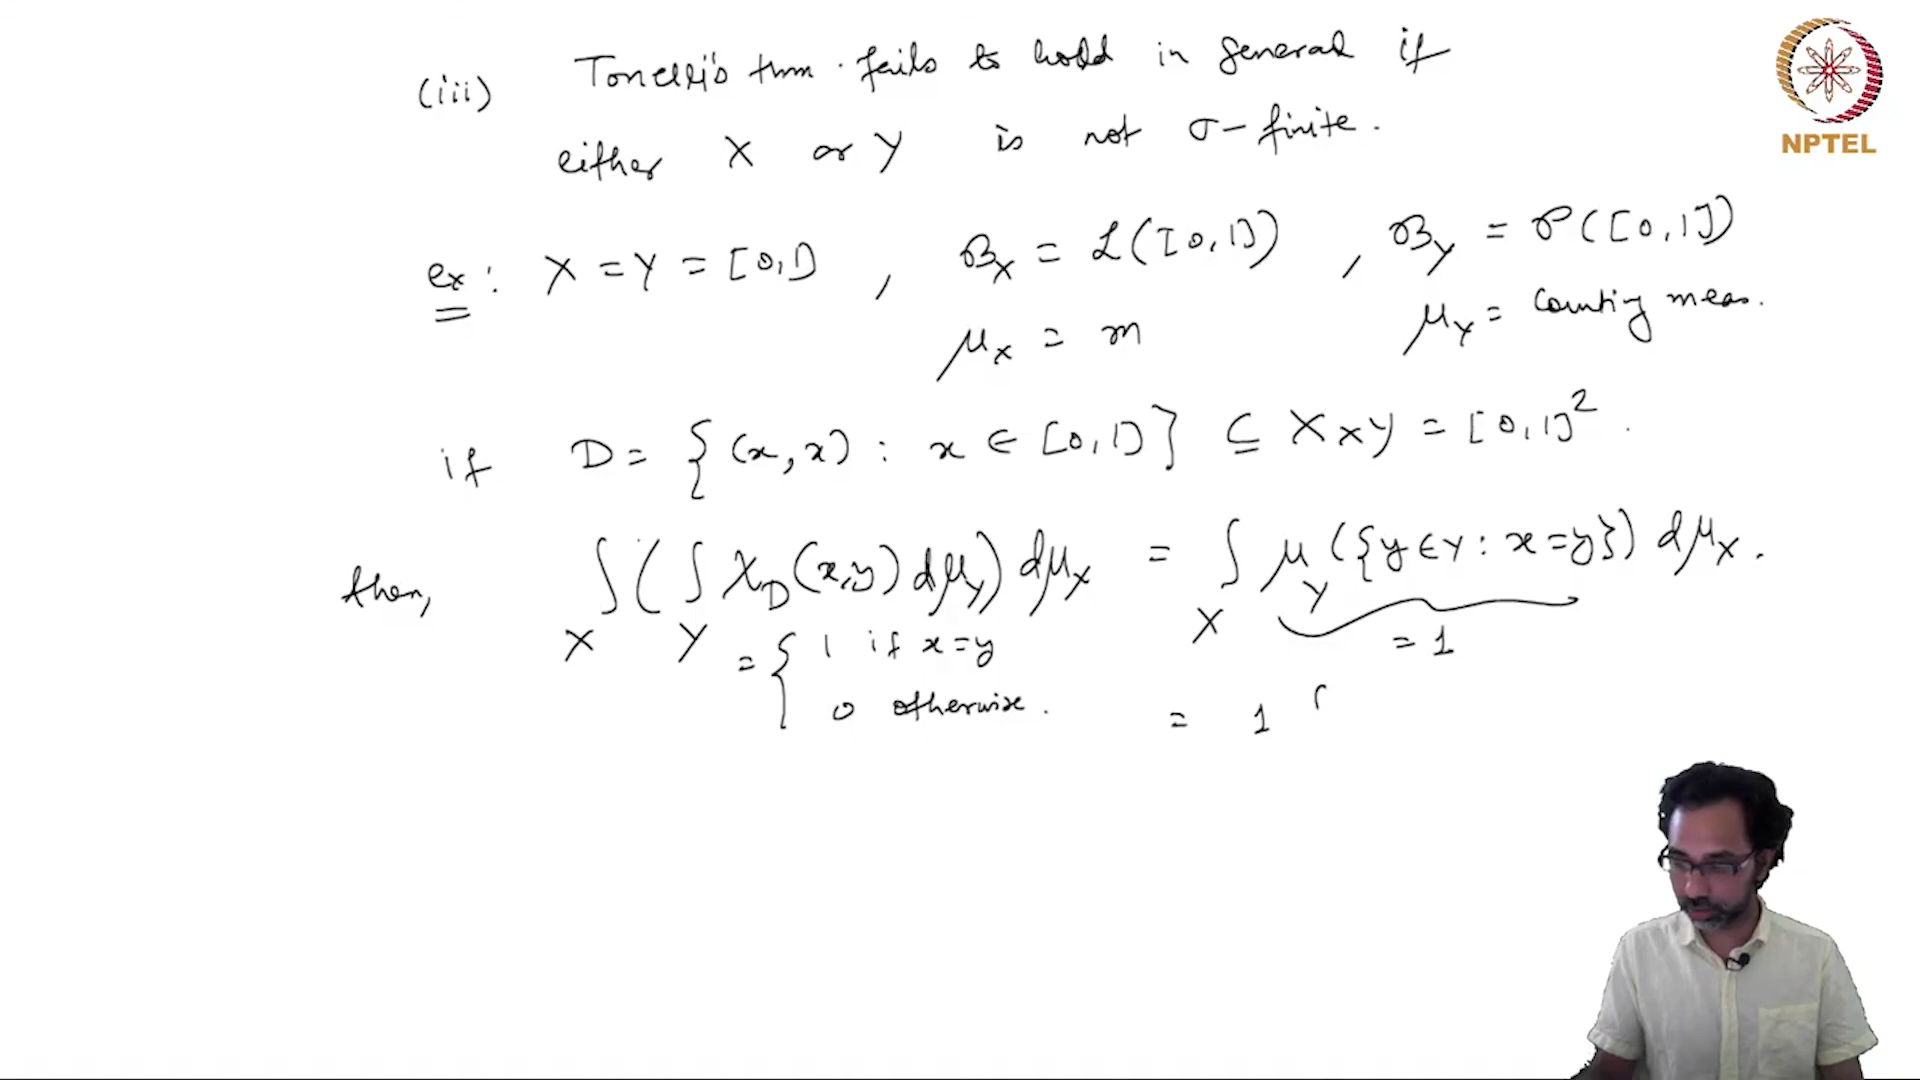 (iii) Tonelli's thm. fails to hold in general if
either X or Y is not σ-finite.
NPTEL
ex: X = Y = [0,1], 𝓑_X = 𝓛([0,1]), 𝓑_Y = 𝒫([0,1])
μ_X = m μ_Y = Counting meas.
if D = {(x,x) : x ∈ [0,1]} ⊆ X×Y = [0,1]².
then, ∫_X (∫_Y χ_D(x,y) dμ_Y) dμ_X = ∫_X μ_Y({y∈Y : x=y}) dμ_X.
= { 1 if x=y = 1
0 otherwise. = 1 (